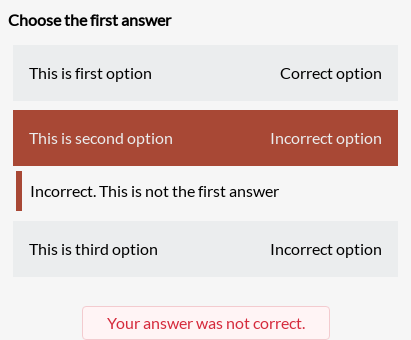 Choose the first answer
This is first option Correct option
This is second option Incorrect option
Incorrect. This is not the first answer
This is third option Incorrect option
Your answer was not correct.